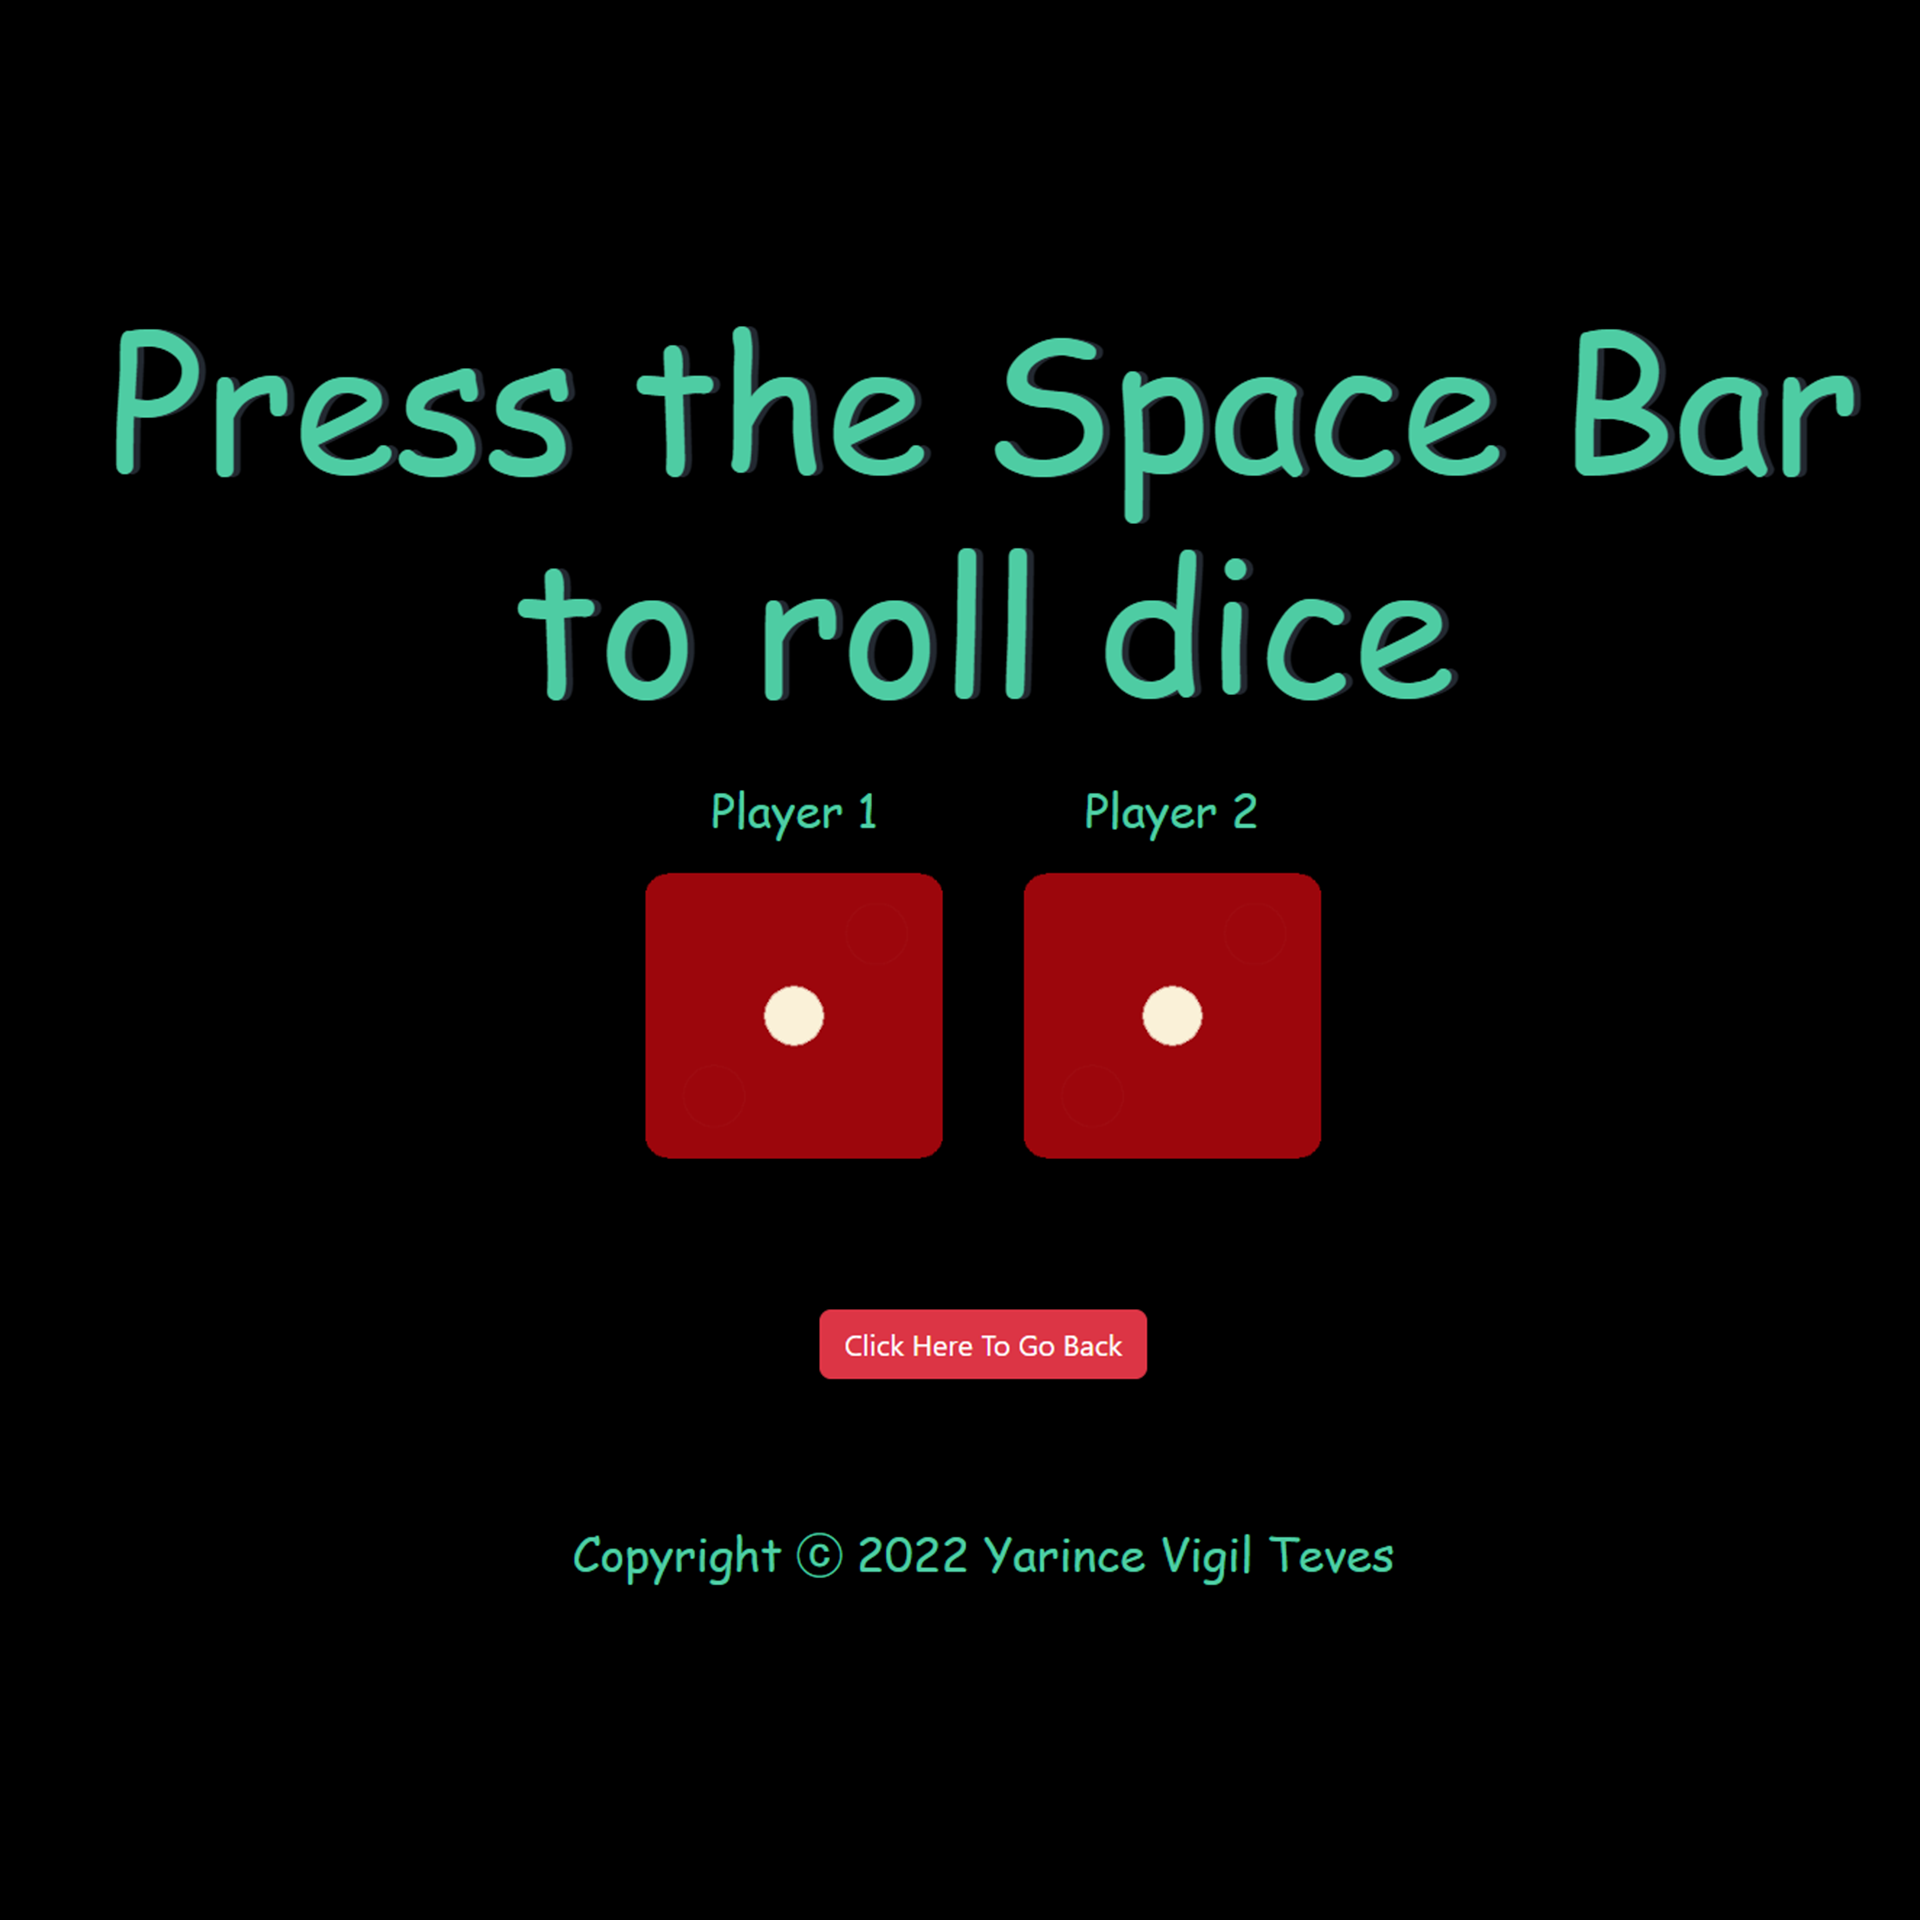 Press the Space Bar
to roll dice
Player 1 Player 2
Click Here To Go Back
Copyright © 2022 Yarince Vigil Teves